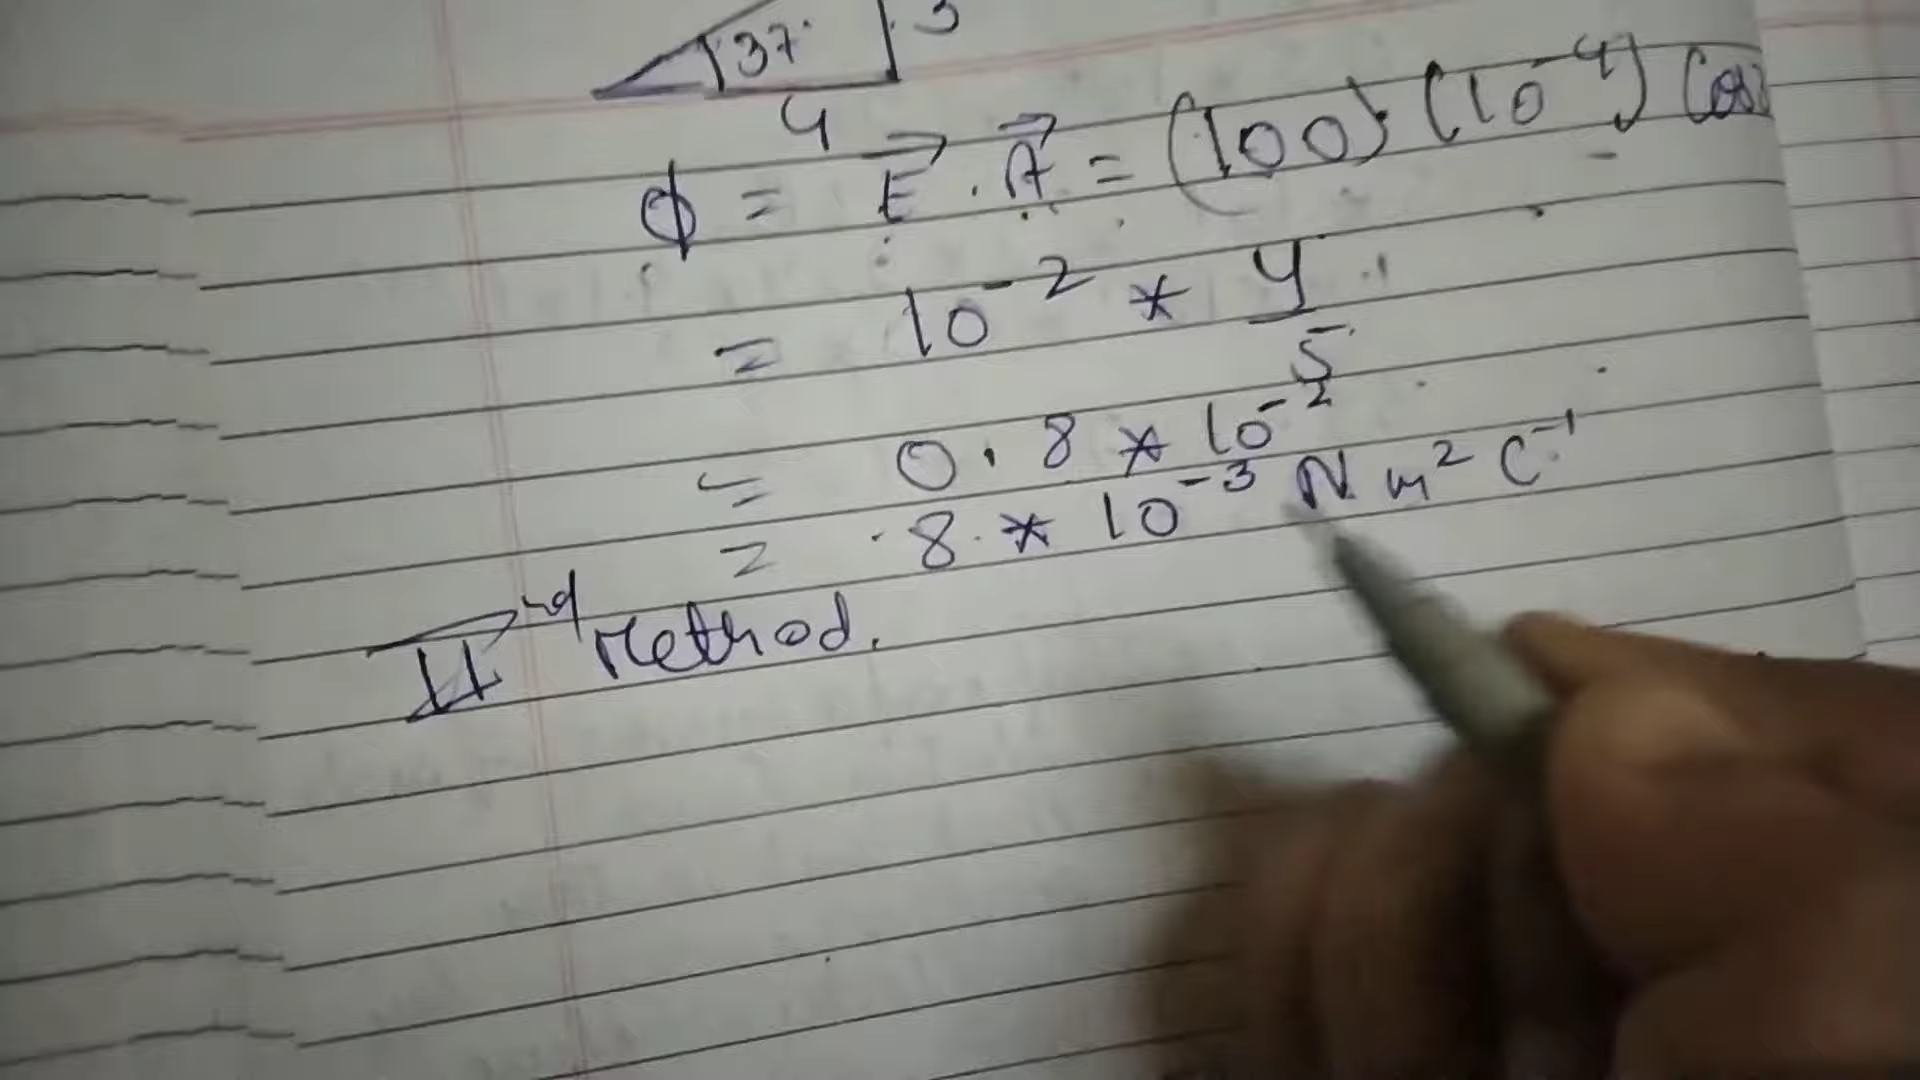 37° 3
4
ϕ = E⃗ . A⃗ = (100) (10⁻⁴) Cos
= 10⁻² * 4/5
= 0.8 * 10⁻²
= 8 * 10⁻³ N m² C⁻¹
IInd Method.